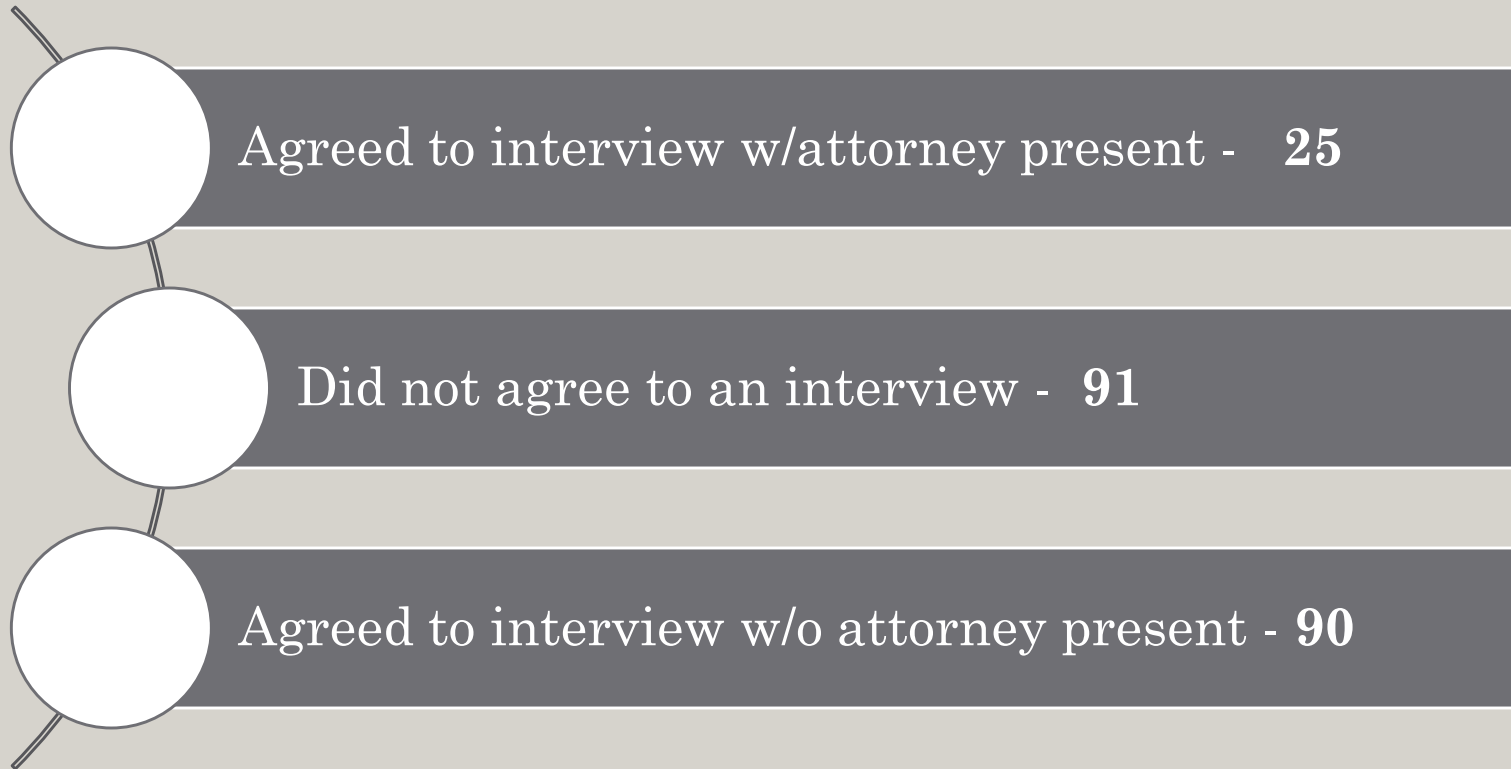 Agreed to interview w/attorney present - 25
Did not agree to an interview - 91
Agreed to interview w/o attorney present - 90